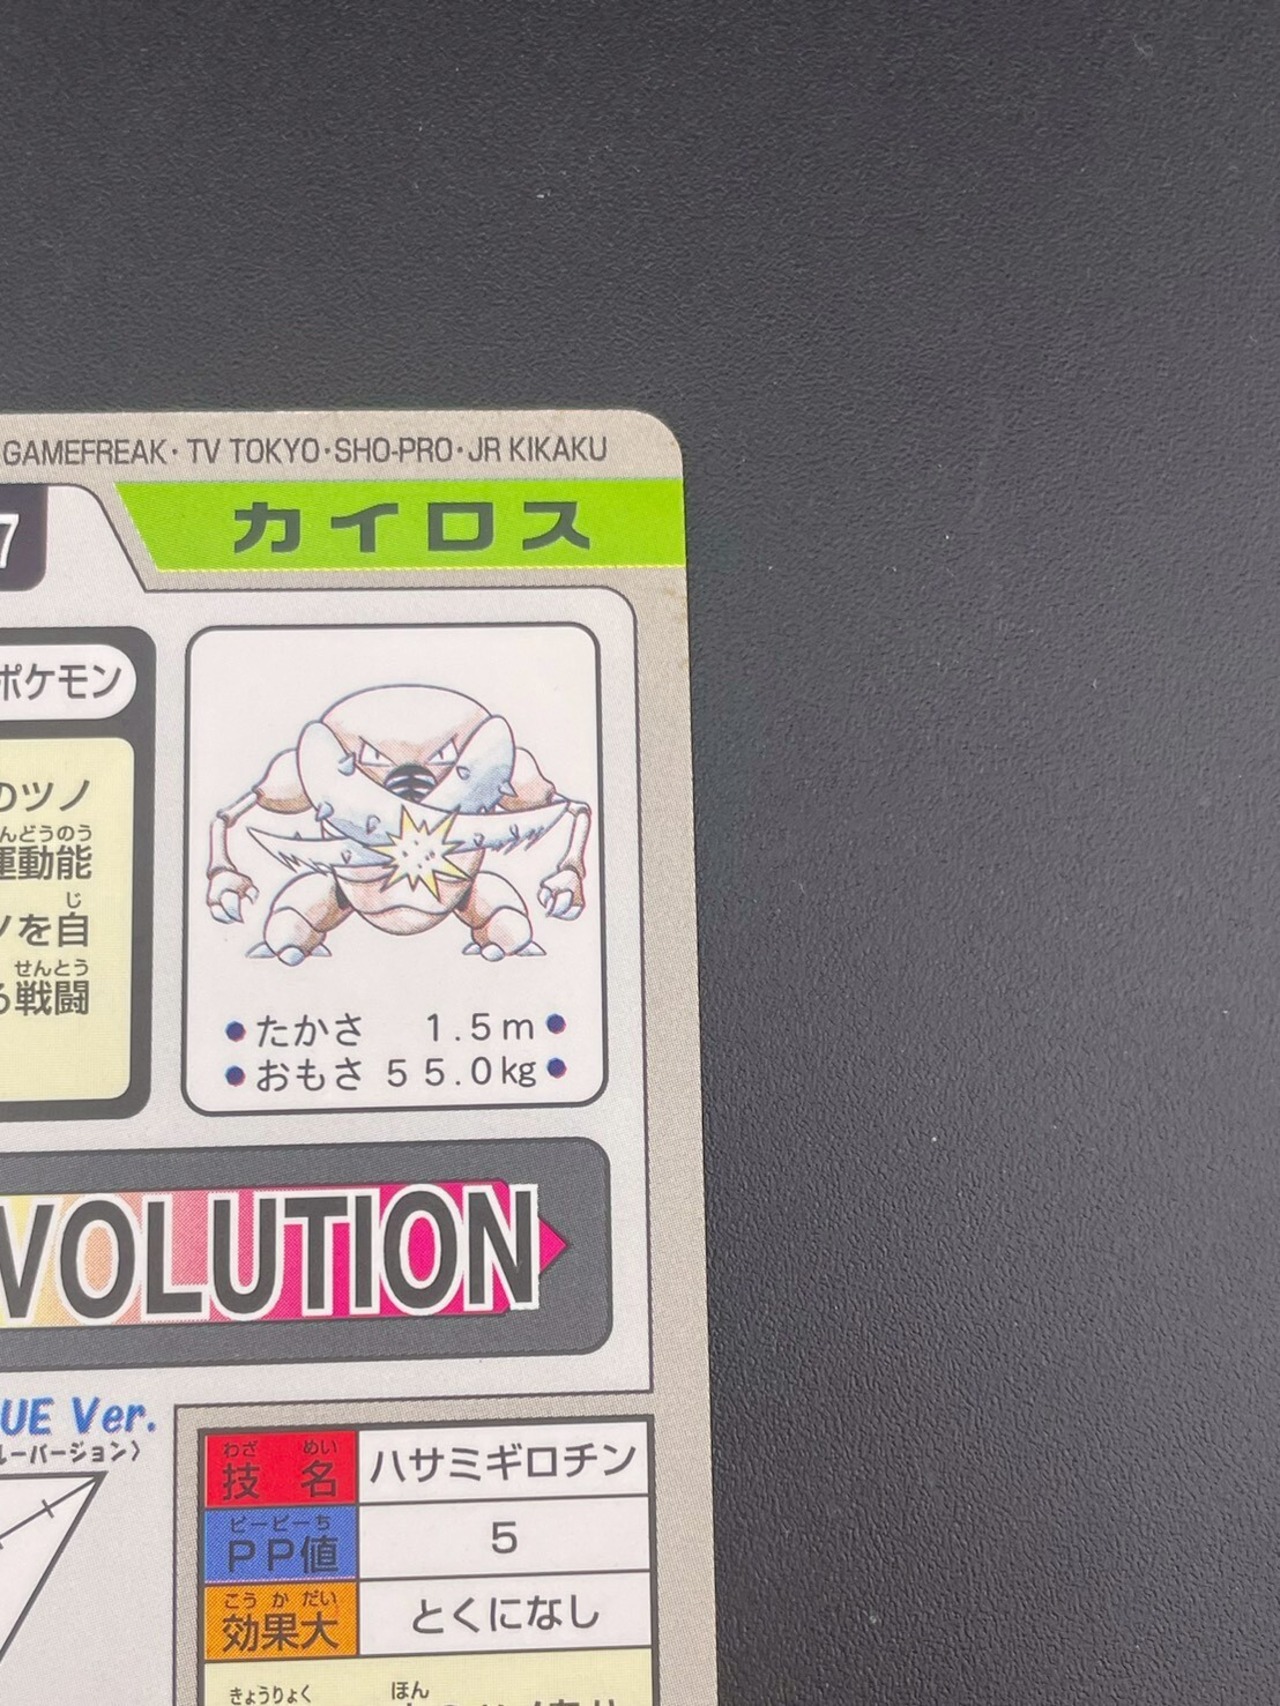 GAMEFREAK・TV TOKYO・SHO-PRO・JR KIKAKU
7
カイロス
ポケモン
のツノ
んどうのう
運動能
じ
ノを自
せんとう
る戦闘
●たかさ 1.5m●
●おもさ 55.0kg●
VOLUTION
UE Ver.
ルーバージョン〉
わざ めい
技 名 ハサミギロチン
ピーピーち
PP値 5
こう か だい
効果大 とくになし
きょうりょく ほん